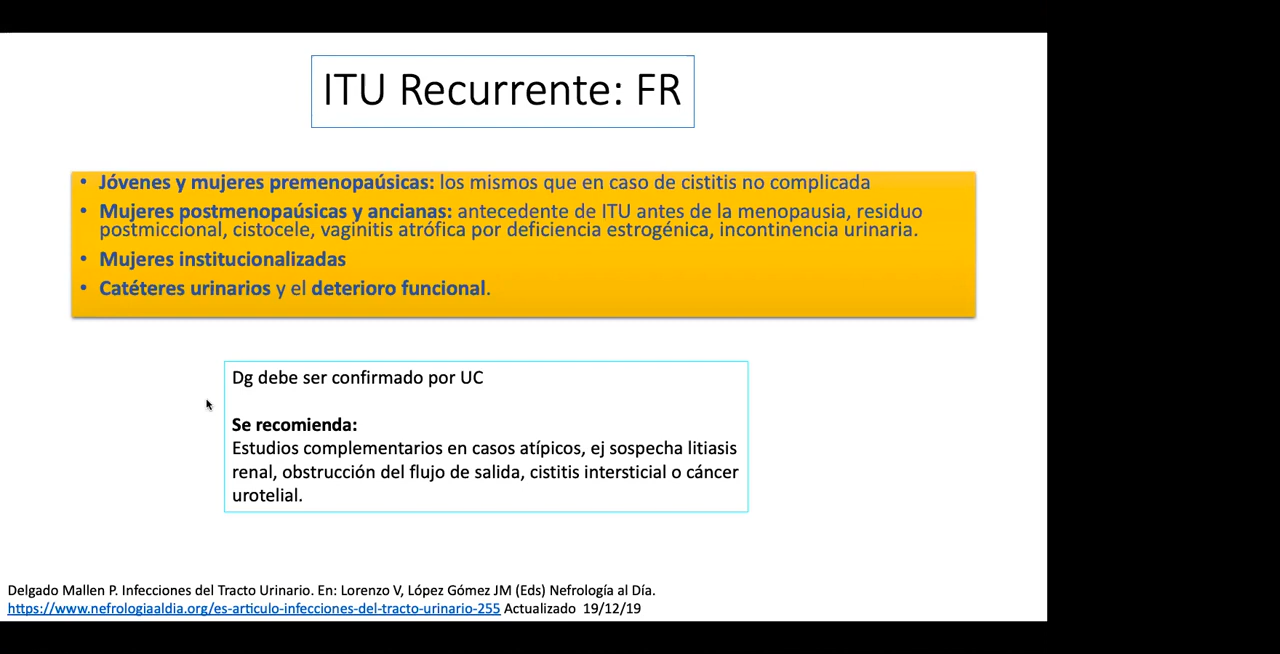 ITU Recurrente: FR
• Jóvenes y mujeres premenopaúsicas: los mismos que en caso de cistitis no complicada
• Mujeres postmenopaúsicas y ancianas: antecedente de ITU antes de la menopausia, residuo
postmiccional, cistocele, vaginitis atrófica por deficiencia estrogénica, incontinencia urinaria.
• Mujeres institucionalizadas
• Catéteres urinarios y el deterioro funcional.
Dg debe ser confirmado por UC
Se recomienda:
Estudios complementarios en casos atípicos, ej sospecha litiasis
renal, obstrucción del flujo de salida, cistitis intersticial o cáncer
urotelial.
Delgado Mallen P. Infecciones del Tracto Urinario. En: Lorenzo V, López Gómez JM (Eds) Nefrología al Día.
https://www.nefrologiaaldia.org/es-articulo-infecciones-del-tracto-urinario-255 Actualizado 19/12/19